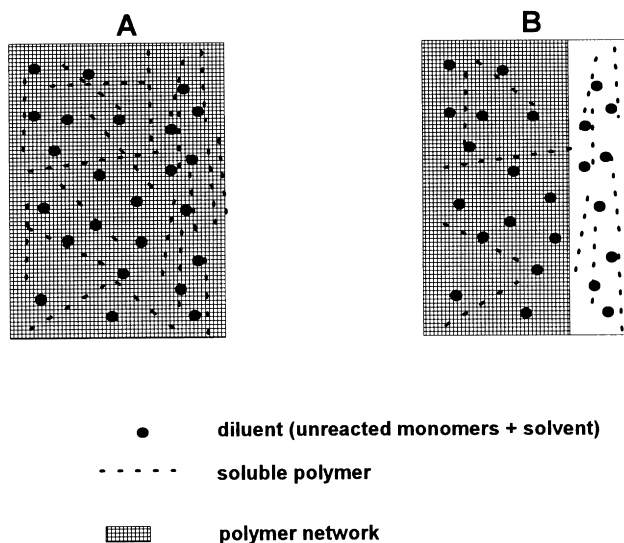 A
B
diluent (unreacted monomers + solvent)
soluble polymer
polymer network